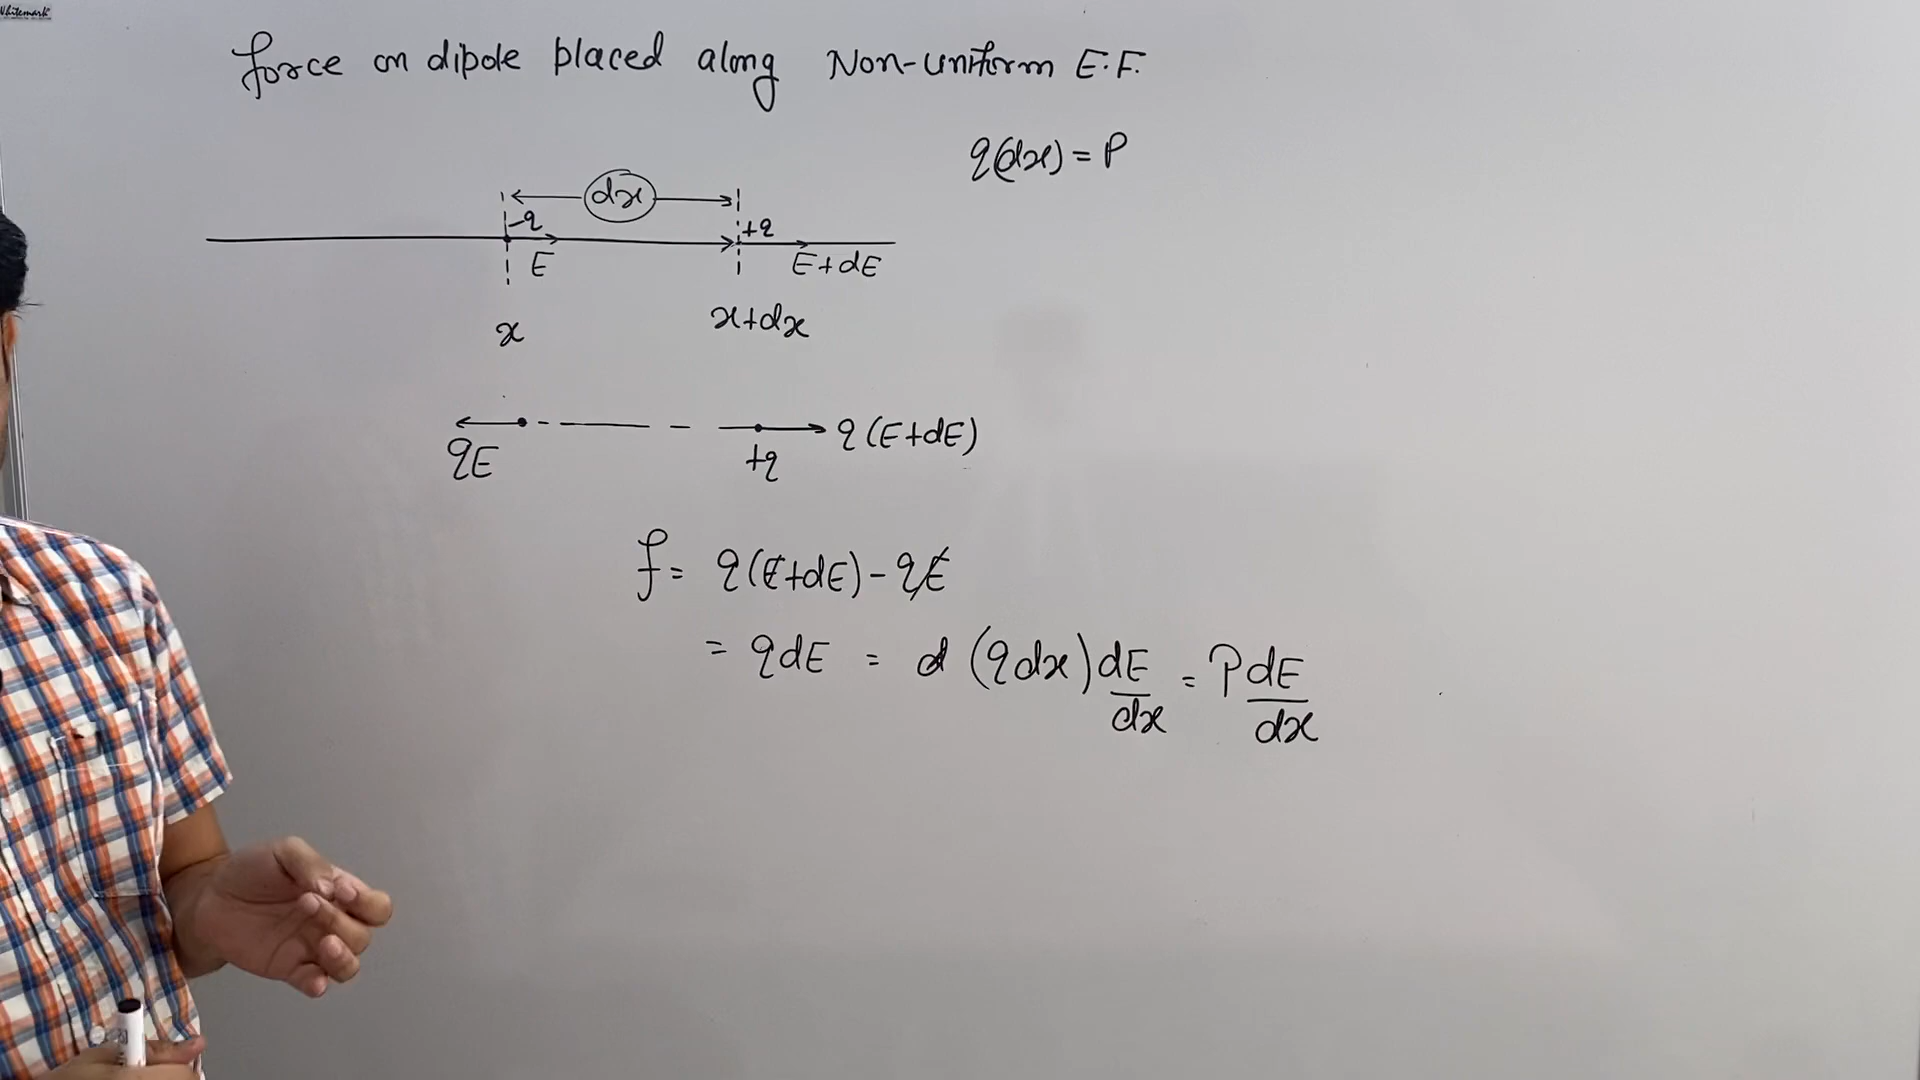 Whitemark
force on dipole placed along Non-uniform E.F.
q(dx) = P
dx
-q +q
E E+dE
x x+dx
qE +q q(E+dE)
f = q(E+dE) - qE
= qdE = d (qdx) dE/dx = P dE/dx